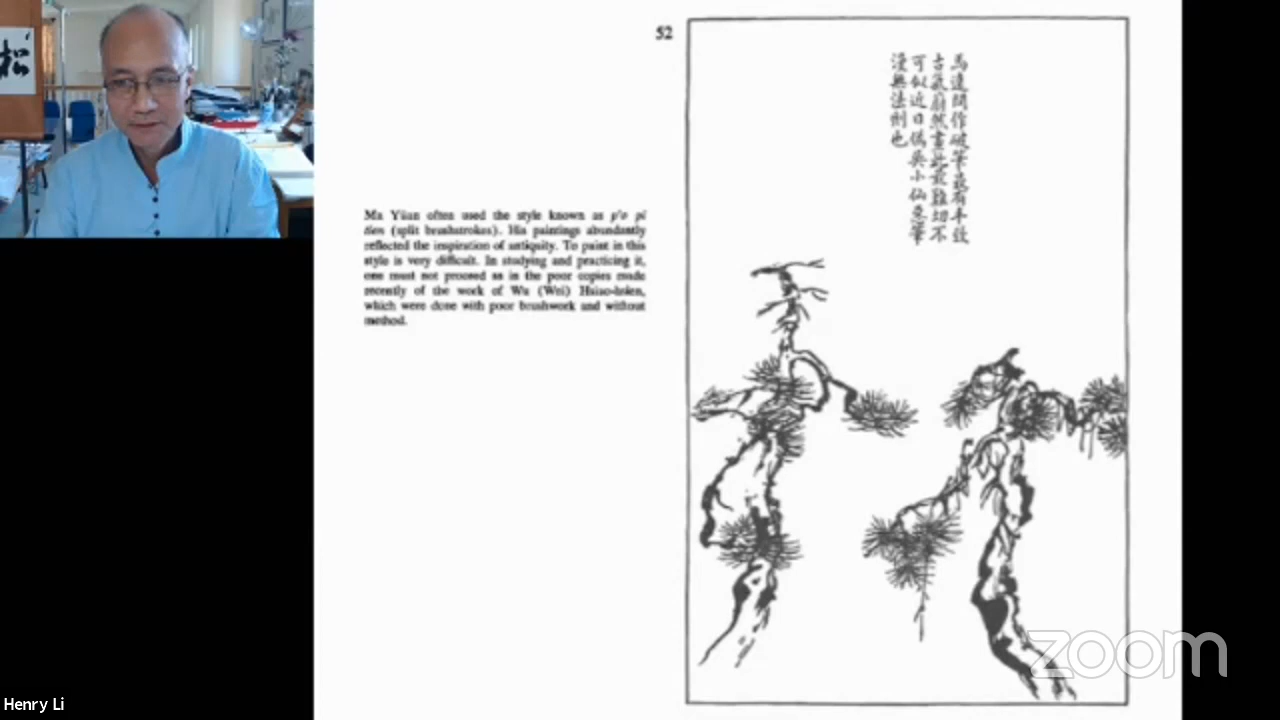 松
52
馬遠間作破筆最有丰致
古氣蔚然畫此最難切不
可似近日偽吳小仙惡筆
漫無法則也
Ma Yüan often used the style known as p'o pi
tien (split brushstrokes). His paintings abundantly
reflected the inspiration of antiquity. To paint in this
style is very difficult. In studying and practicing it,
one must not proceed as in the poor copies made
recently of the work of Wu (Wei) Hsiao-hsien,
which were done with poor brushwork and without
method.
zoom
Henry Li